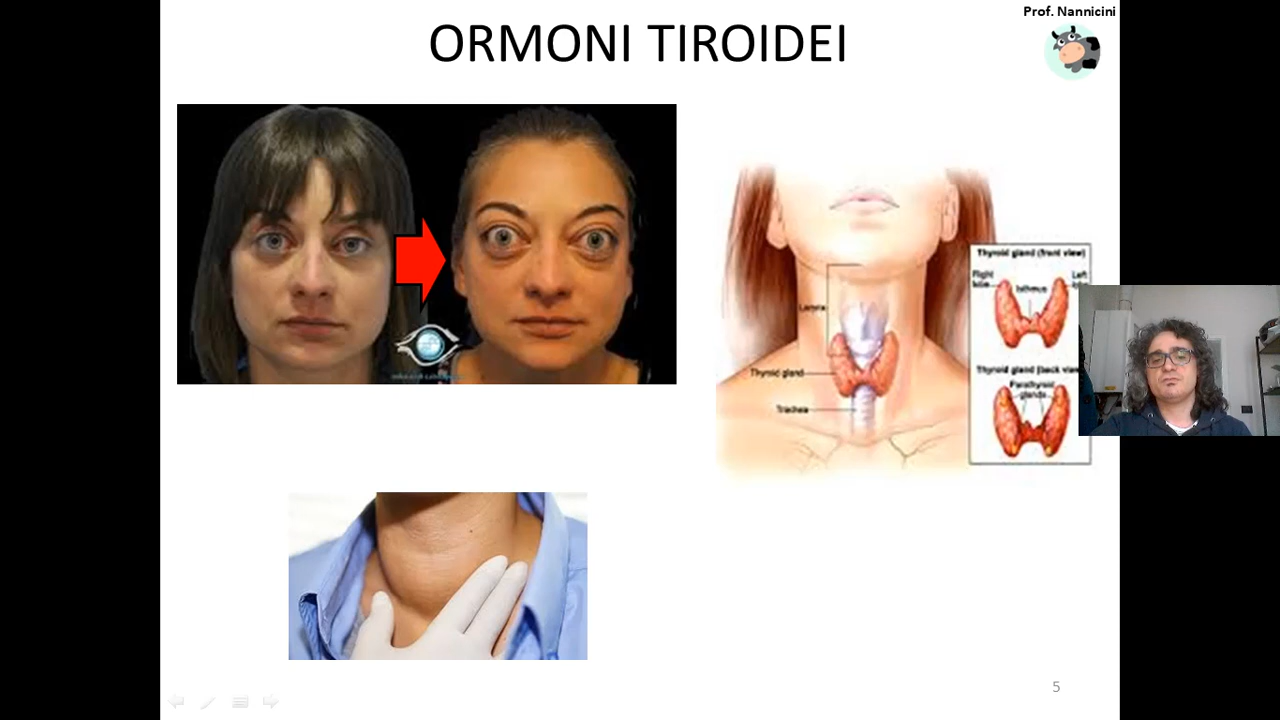 Prof. Nannicini
ORMONI TIROIDEI
Thyroid gland (front view)
Right
lobe
Left
Isthmus
Larynx
Thyroid gland
Trachea
Thyroid gland (back view
Parathyroid
glands
5